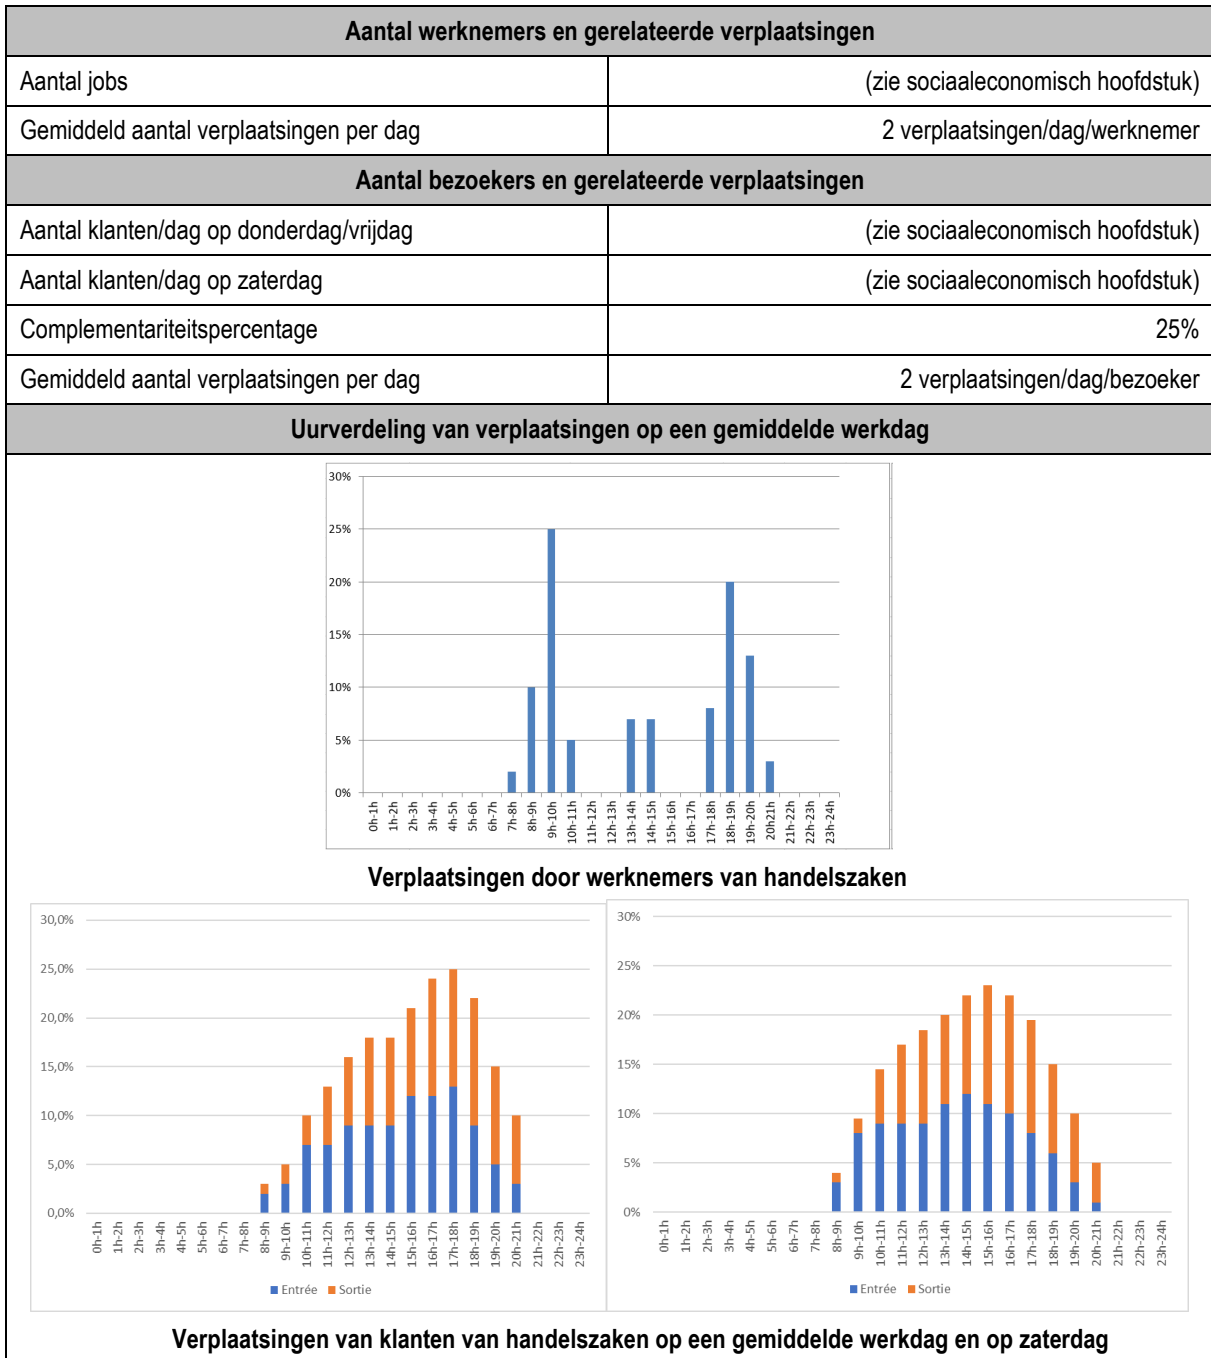 Aantal werknemers en gerelateerde verplaatsingen
Aantal jobs (zie sociaaleconomisch hoofdstuk)
Gemiddeld aantal verplaatsingen per dag 2 verplaatsingen/dag/werknemer
Aantal bezoekers en gerelateerde verplaatsingen
Aantal klanten/dag op donderdag/vrijdag (zie sociaaleconomisch hoofdstuk)
Aantal klanten/dag op zaterdag (zie sociaaleconomisch hoofdstuk)
Complementariteitspercentage 25%
Gemiddeld aantal verplaatsingen per dag 2 verplaatsingen/dag/bezoeker
Uurverdeling van verplaatsingen op een gemiddelde werkdag
30%
25%
20%
15%
10%
5%
0%
0h-1h 1h-2h 2h-3h 3h-4h 4h-5h 5h-6h 6h-7h 7h-8h 8h-9h 9h-10h 10h-11h 11h-12h 12h-13h 13h-14h 14h-15h 15h-16h 16h-17h 17h-18h 18h-19h 19h-20h 20h21h 21h-22h 22h-23h 23h-24h
Verplaatsingen door werknemers van handelszaken
30,0%
25,0%
20,0%
15,0%
10,0%
5,0%
0,0%
0h-1h 1h-2h 2h-3h 3h-4h 4h-5h 5h-6h 6h-7h 7h-8h 8h-9h 9h-10h 10h-11h 11h-12h 12h-13h 13h-14h 14h-15h 15h-16h 16h-17h 17h-18h 18h-19h 19h-20h 20h-21h 21h-22h 22h-23h 23h-24h
Entrée Sortie
30%
25%
20%
15%
10%
5%
0%
0h-1h 1h-2h 2h-3h 3h-4h 4h-5h 5h-6h 6h-7h 7h-8h 8h-9h 9h-10h 10h-11h 11h-12h 12h-13h 13h-14h 14h-15h 15h-16h 16h-17h 17h-18h 18h-19h 19h-20h 20h-21h 21h-22h 22h-23h 23h-24h
Entrée Sortie
Verplaatsingen van klanten van handelszaken op een gemiddelde werkdag en op zaterdag